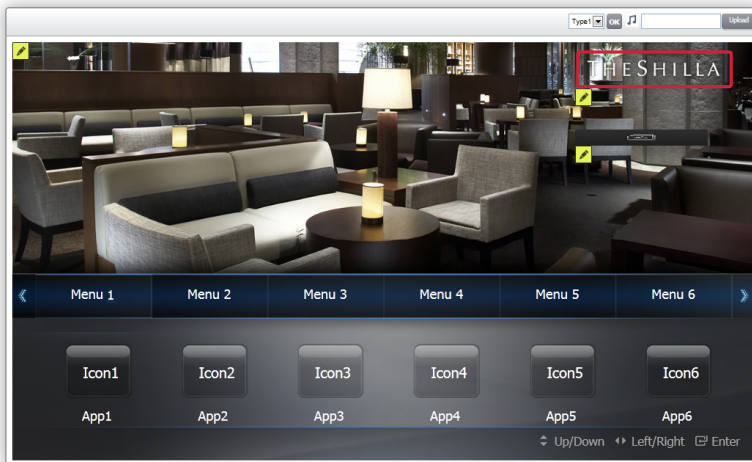 Type1 OK Upload
THESHILLA
Menu 1 Menu 2 Menu 3 Menu 4 Menu 5 Menu 6
Icon1 Icon2 Icon3 Icon4 Icon5 Icon6
App1 App2 App3 App4 App5 App6
Up/Down Left/Right Enter